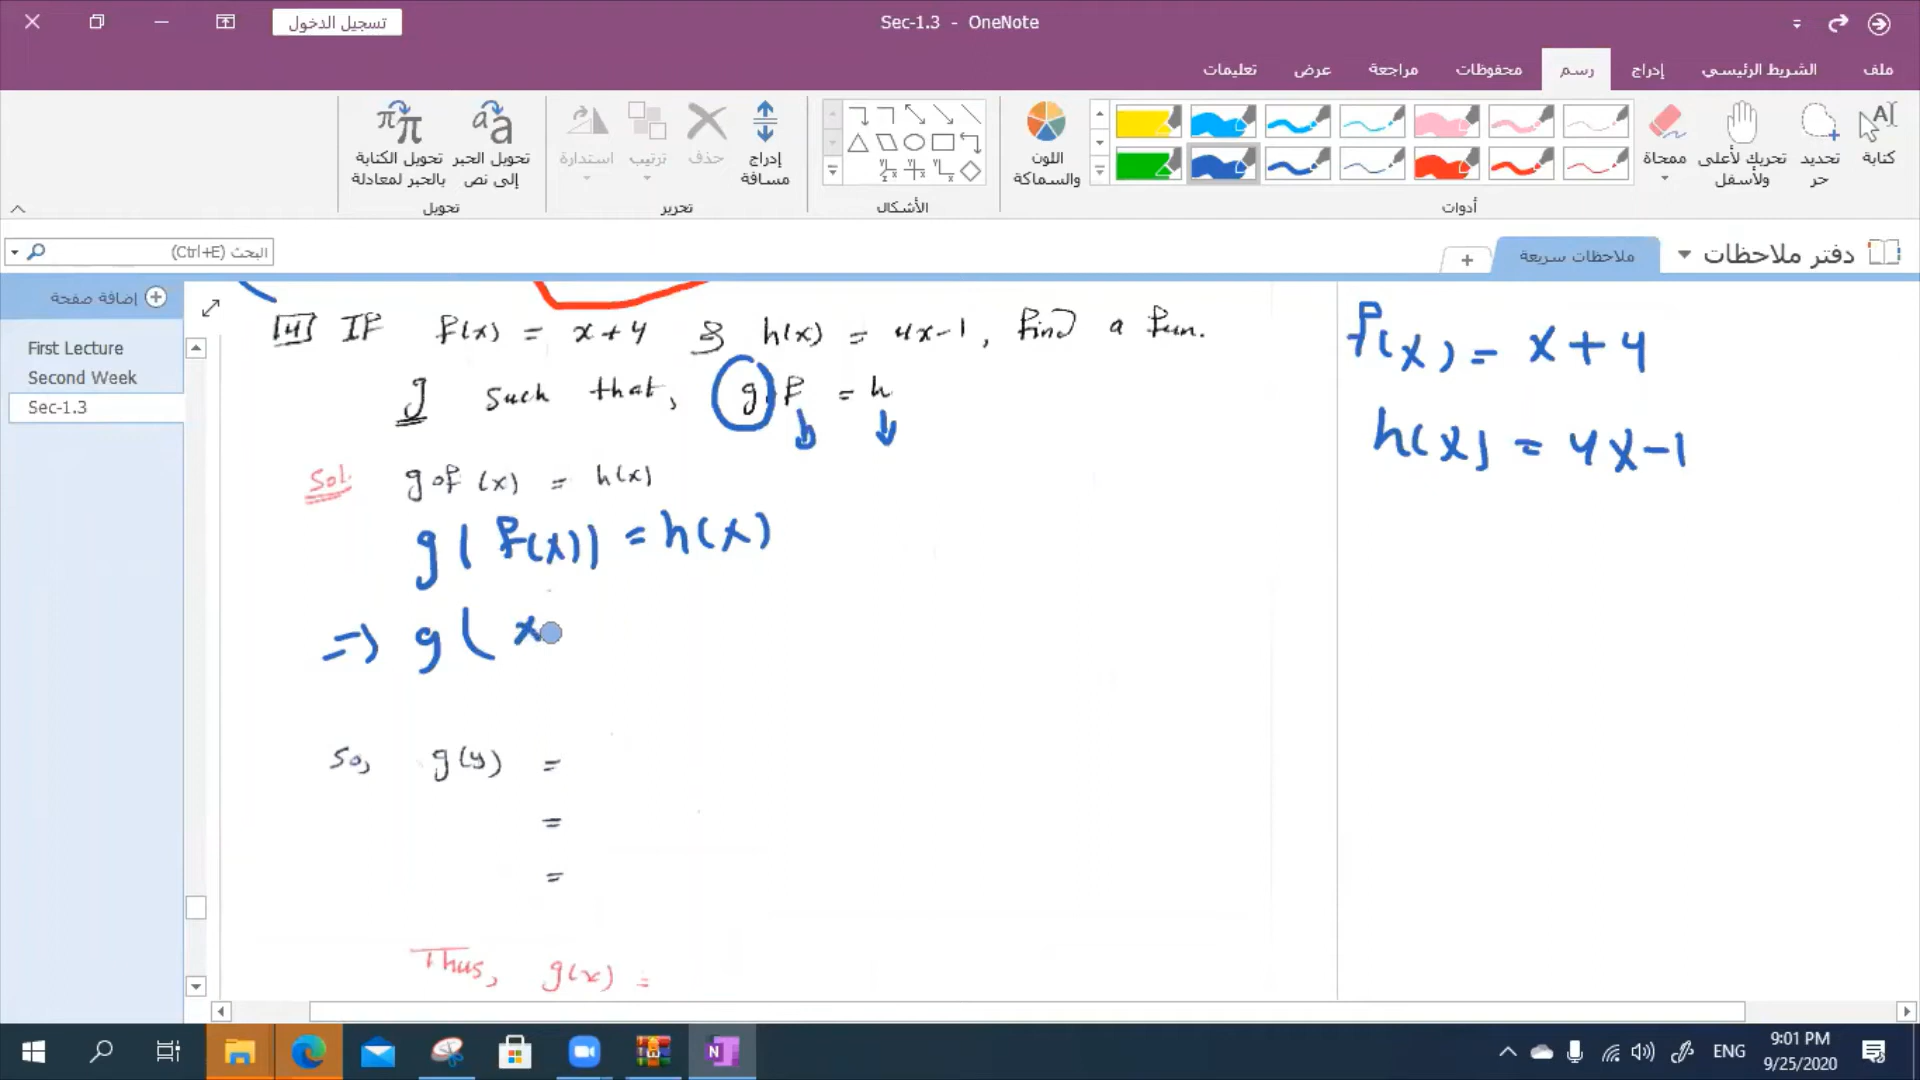 تسجيل الدخول
Sec-1.3 - OneNote
ملف
الشريط الرئيسي
إدراج
رسم
محفوظات
مراجعة
عرض
تعليمات
كتابة
تحديد حر
تحريك لأعلى ولأسفل
ممحاة
أدوات
اللون والسماكة
الأشكال
إدراج مسافة
حذف
ترتيب
استدارة
تحرير
تحويل الحبر إلى نص
تحويل الكتابة بالحبر لمعادلة
تحويل
دفتر ملاحظات
ملاحظات سريعة
البحث (Ctrl+E)
إضافة صفحة
First Lecture
Second Week
Sec-1.3
[4] If f(x) = x+4 & h(x) = 4x-1, find a fun.
g such that, g∘f = h
Sol. gof(x) = h(x)
g(f(x)) = h(x)
=> g(x
So, g(y) =
=
=
Thus, g(x) =
f(x) = x+4
h(x) = 4x-1
ENG
9:01 PM
9/25/2020